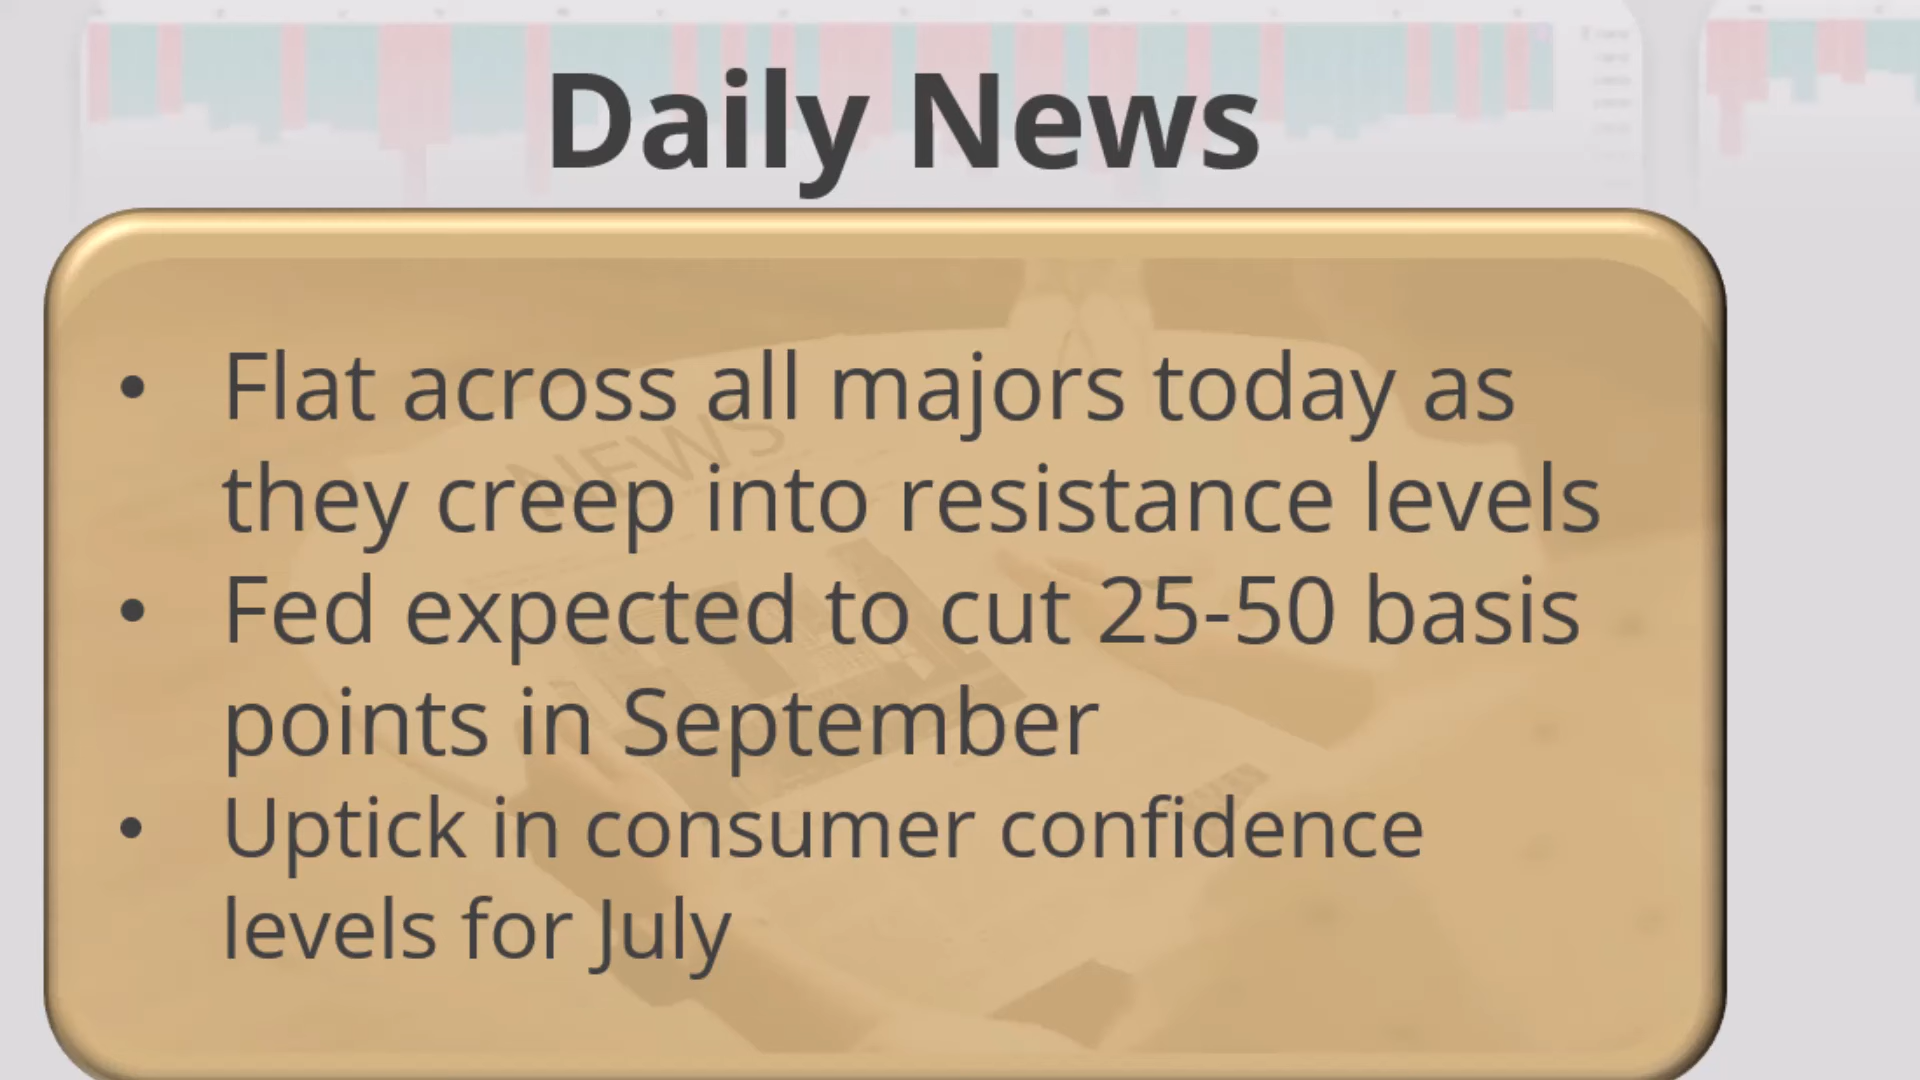 Daily News
• Flat across all majors today as
they creep into resistance levels
• Fed expected to cut 25-50 basis
points in September
• Uptick in consumer confidence
levels for July
NEWS